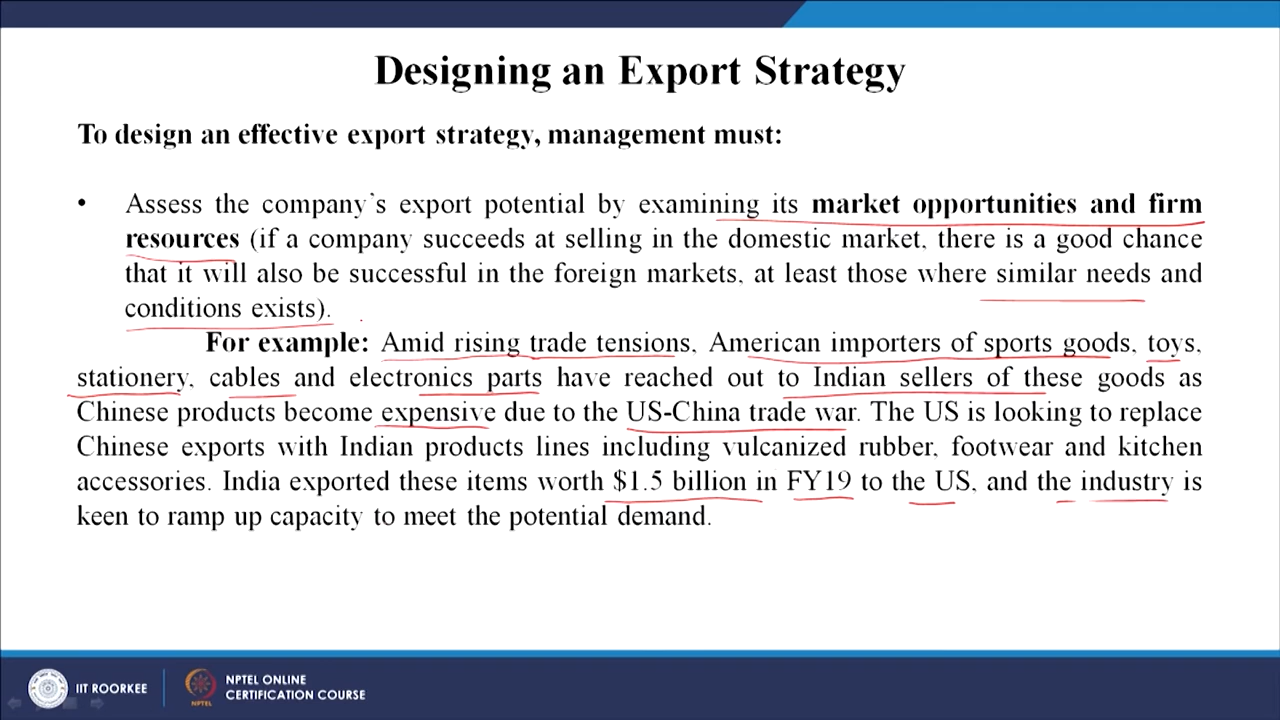 Designing an Export Strategy
To design an effective export strategy, management must:
• Assess the company's export potential by examining its market opportunities and firm
resources (if a company succeeds at selling in the domestic market, there is a good chance
that it will also be successful in the foreign markets, at least those where similar needs and
conditions exists).
For example: Amid rising trade tensions, American importers of sports goods, toys,
stationery, cables and electronics parts have reached out to Indian sellers of these goods as
Chinese products become expensive due to the US-China trade war. The US is looking to replace
Chinese exports with Indian products lines including vulcanized rubber, footwear and kitchen
accessories. India exported these items worth $1.5 billion in FY19 to the US, and the industry is
keen to ramp up capacity to meet the potential demand.
IIT ROORKEE
NPTEL
NPTEL ONLINE
CERTIFICATION COURSE